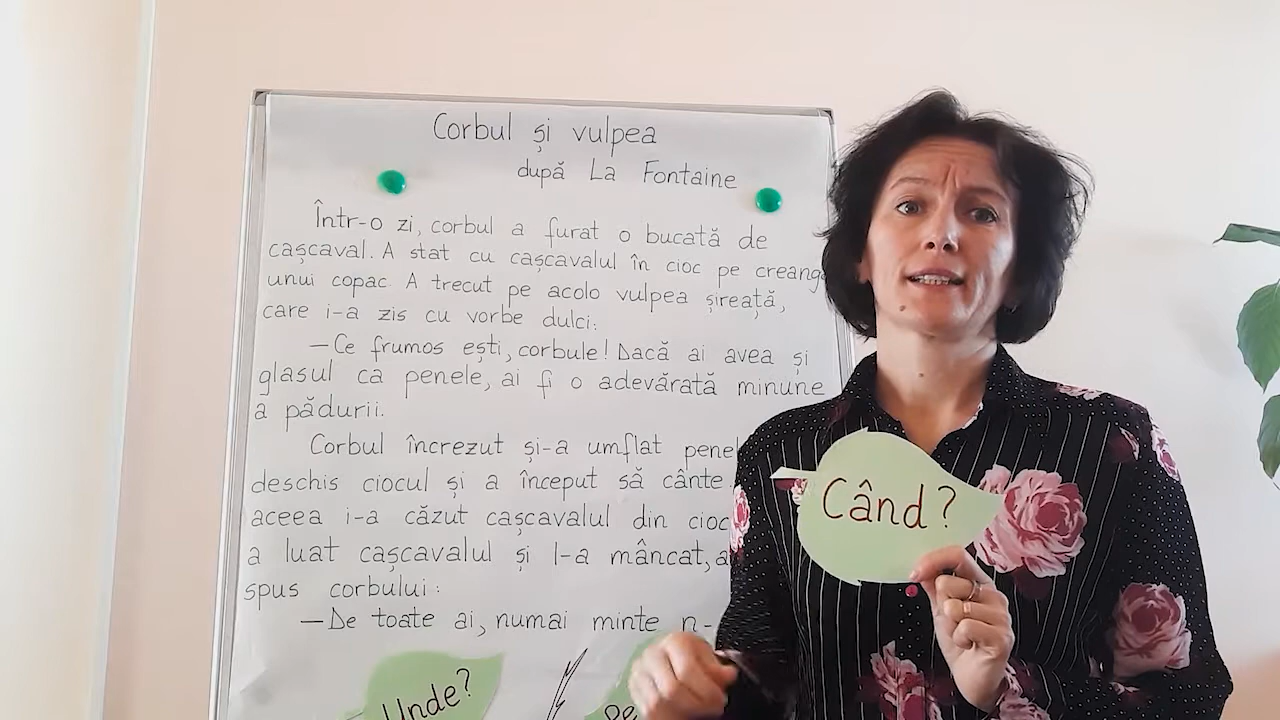 Corbul și vulpea
după La Fontaine
Într-o zi, corbul a furat o bucată de
cașcaval. A stat cu cașcavalul în cioc pe
unui copac. A trecut pe acolo vulpea șireată,
care i-a zis cu vorbe dulci:
—Ce frumos ești, corbule! Dacă ai avea și
glasul ca penele, ai fi o adevărată minune
a pădurii.
Corbul încrezut și-a umflat
deschis ciocul și a început să cânte
aceea i-a căzut cașcavalul din cioc
a luat cașcavalul și l-a mâncat,
spus corbului:
—De toate ai, numai minte
Când?
Unde?